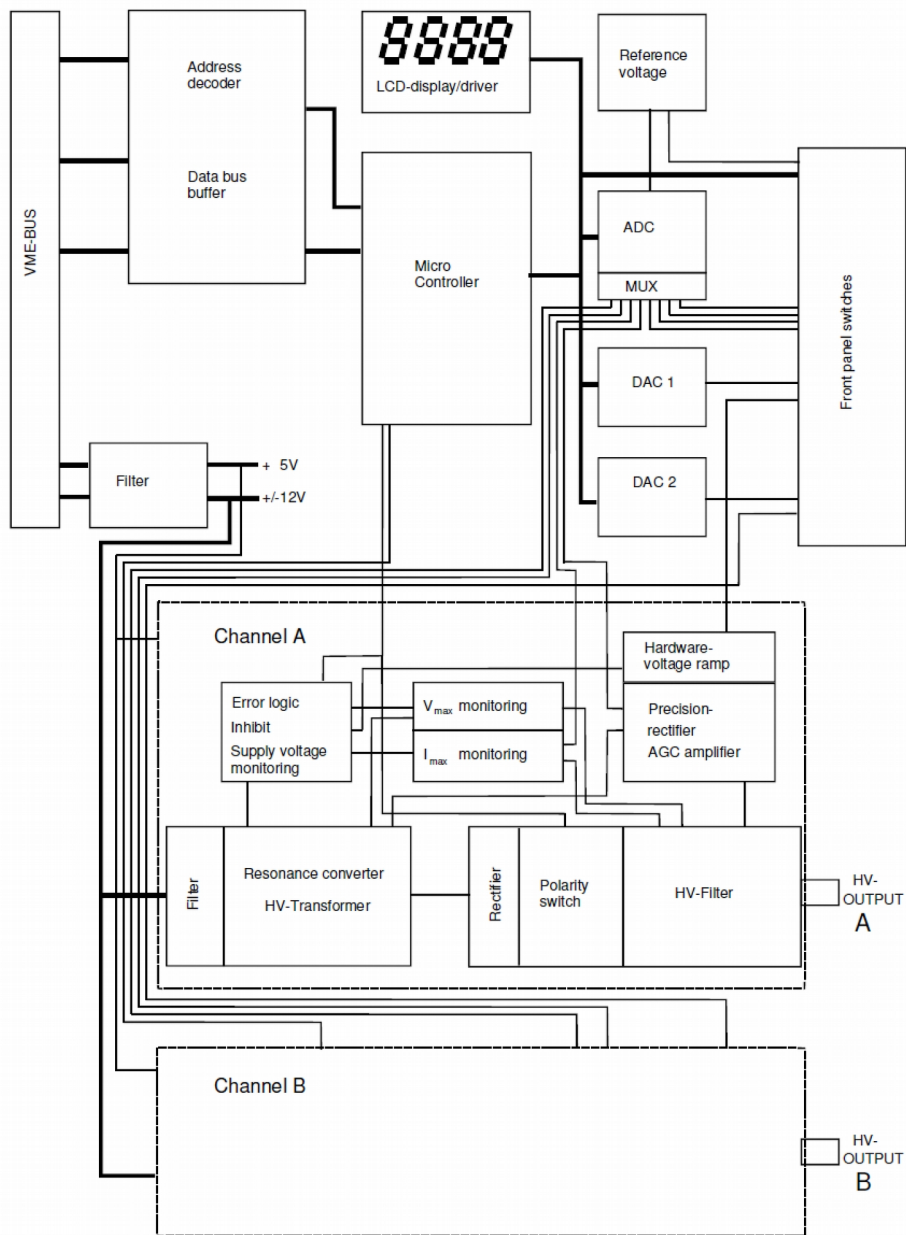 8888
LCD-display/driver
Reference
voltage
Address
decoder
Data bus
buffer
VME-BUS
Micro
Controller
ADC
MUX
DAC 1
DAC 2
Front panel switches
Filter
+ 5V
+/-12V
Channel A
Hardware-
voltage ramp
Error logic
Inhibit
Supply voltage
monitoring
Vmax monitoring
Imax monitoring
Precision-
rectifier
AGC amplifier
Filter
Resonance converter
HV-Transformer
Rectifier
Polarity
switch
HV-Filter
HV-
OUTPUT
A
Channel B
HV-
OUTPUT
B